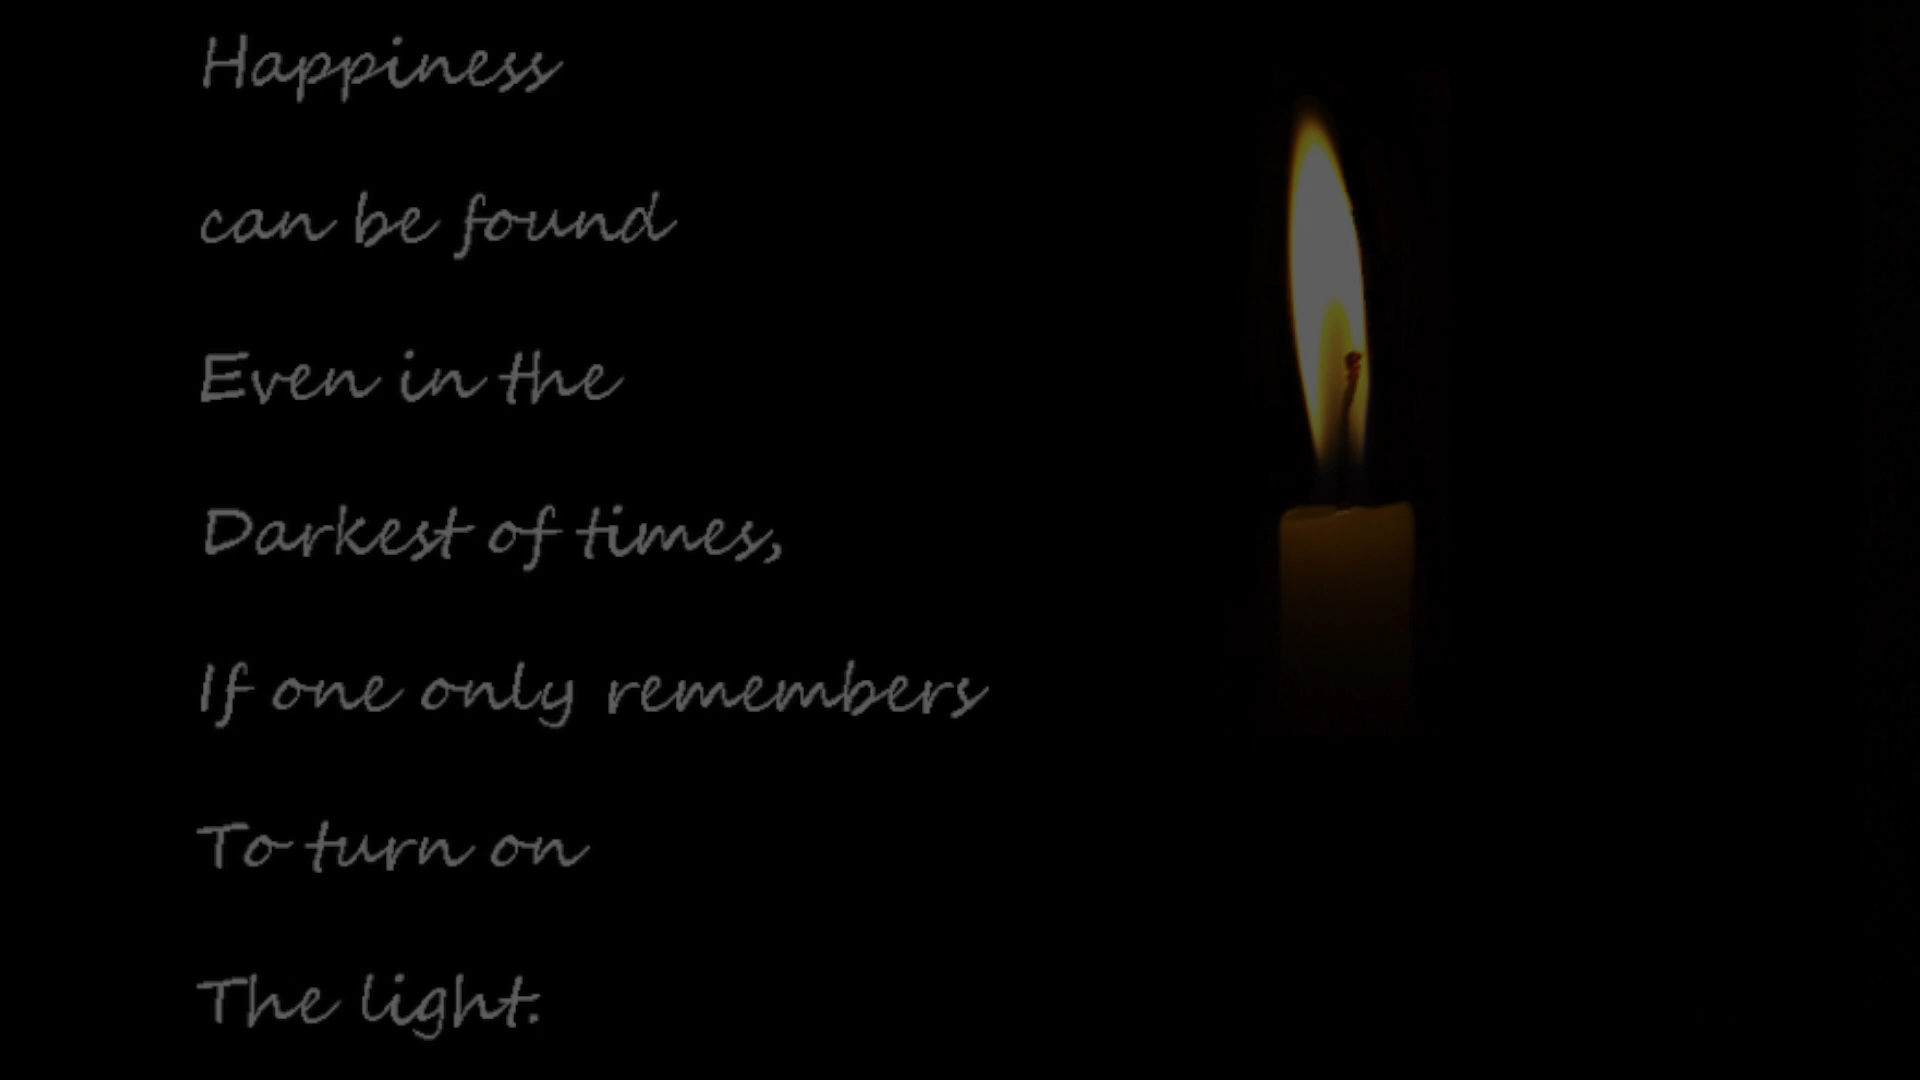 Happiness
can be found
Even in the
Darkest of times,
If one only remembers
To turn on
The light.